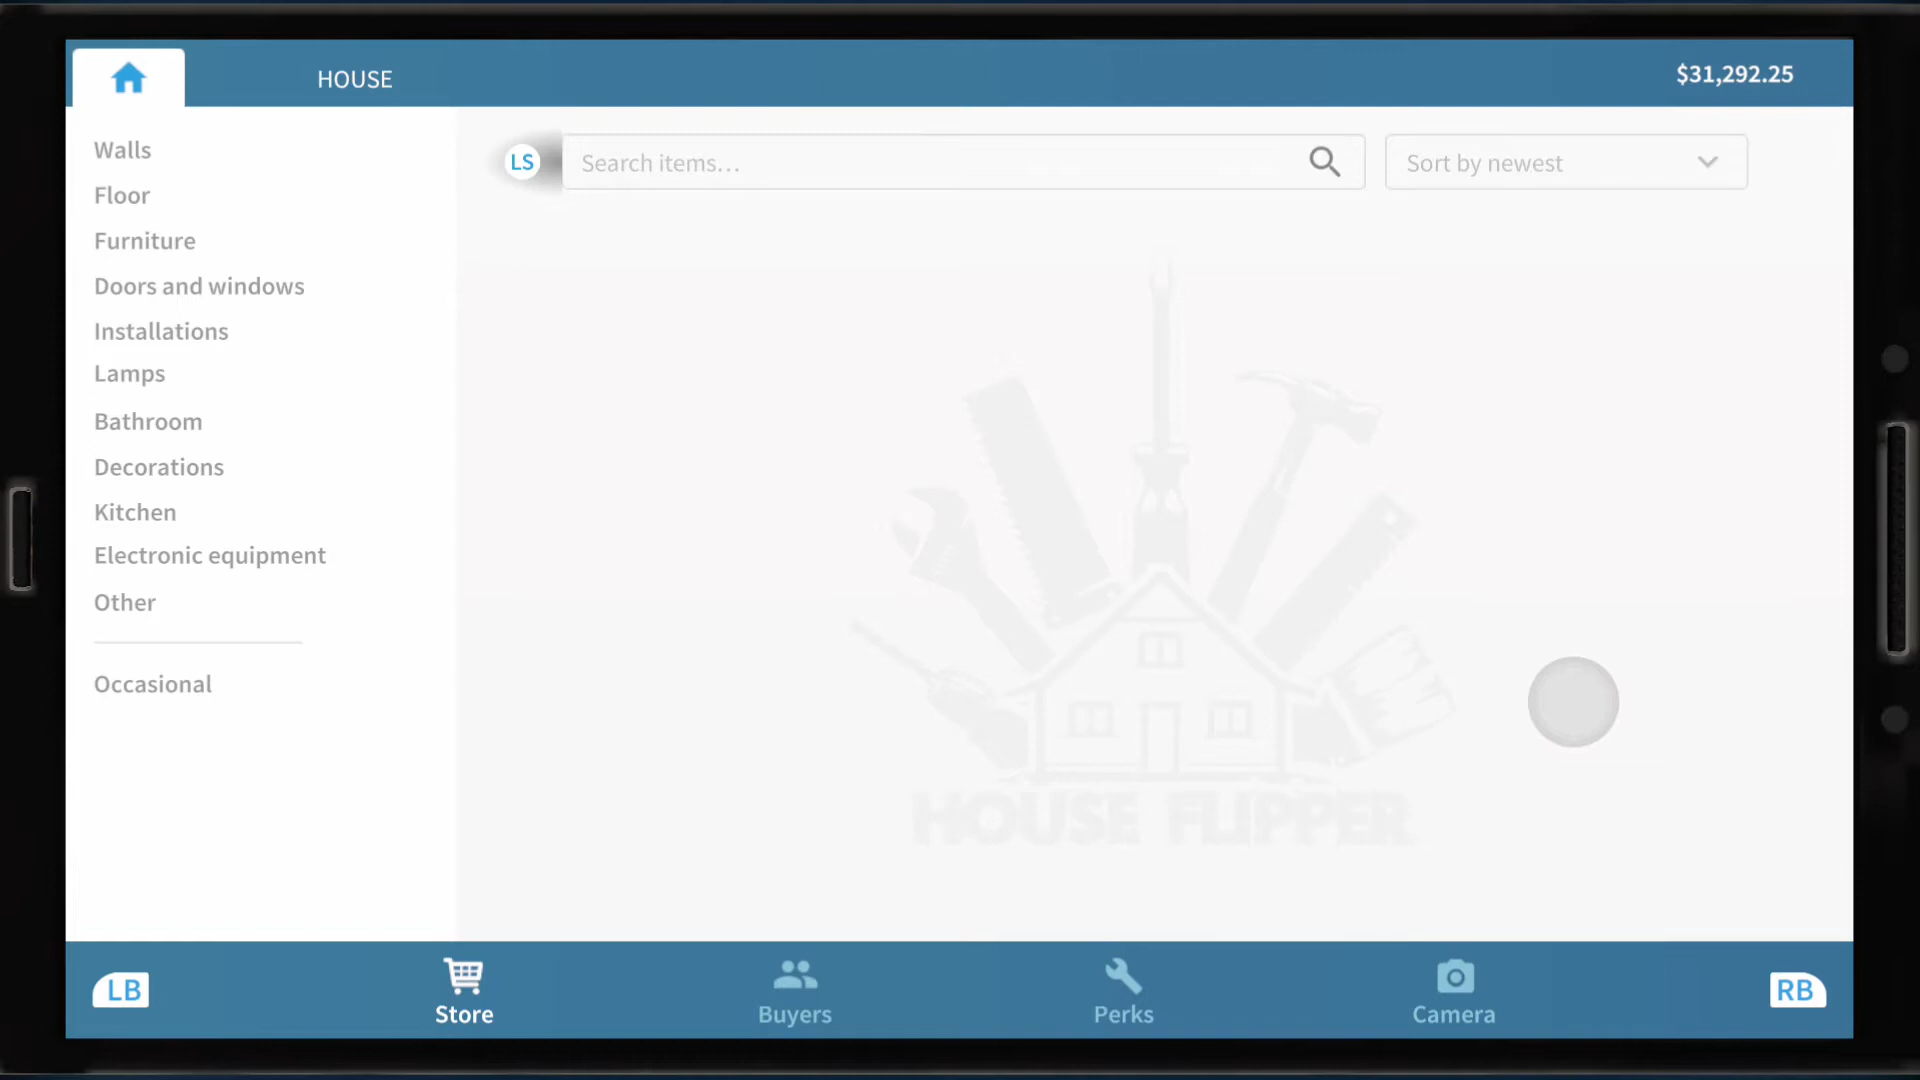 HOUSE
$31,292.25
Walls
Floor
Furniture
Doors and windows
Installations
Lamps
Bathroom
Decorations
Kitchen
Electronic equipment
Other
Occasional
LS
Search items...
Sort by newest
HOUSE FLIPPER
LB
Store
Buyers
Perks
Camera
RB